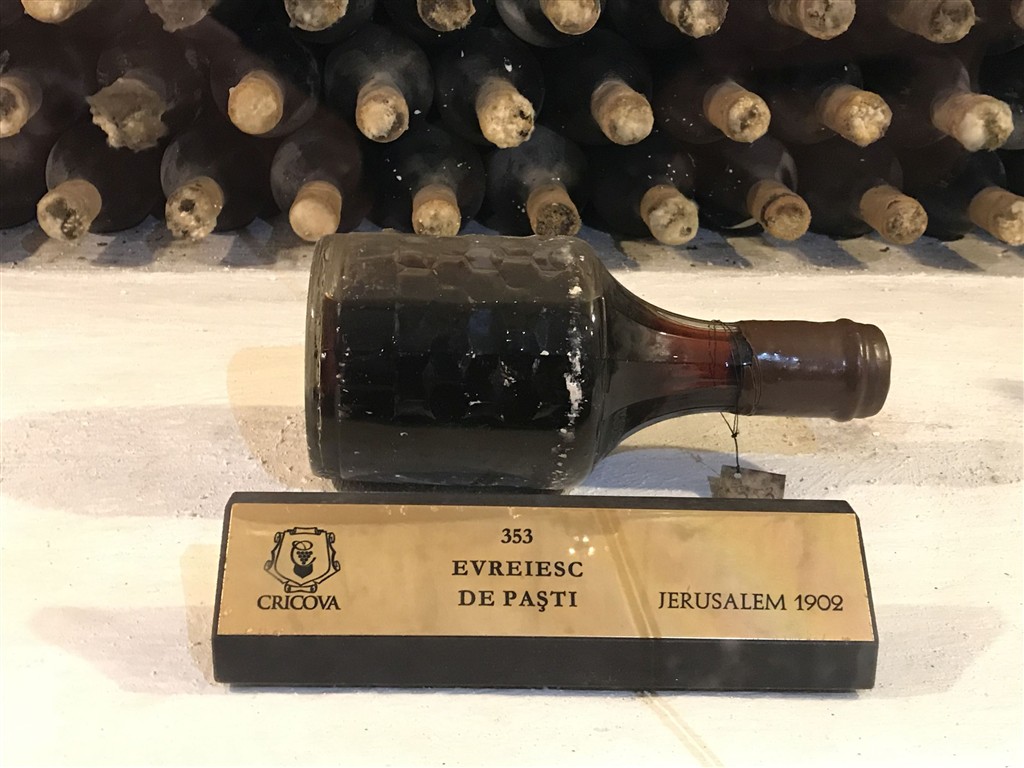 353
EVREIESC
DE PAŞTI
CRICOVA
JERUSALEM 1902